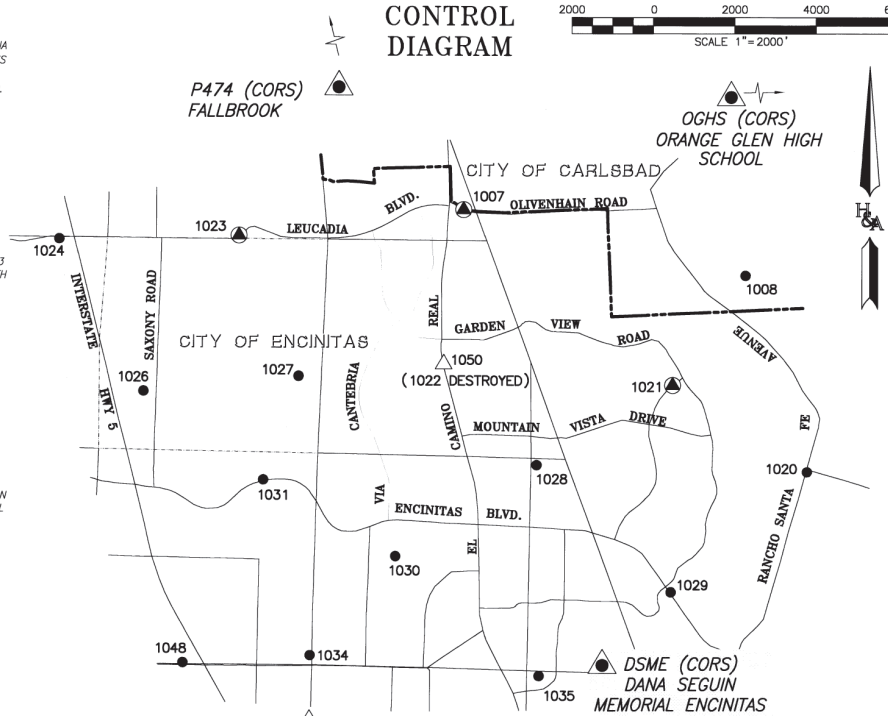 CONTROL
DIAGRAM
2000 0 2000 4000
SCALE 1"=2000'
P474 (CORS)
FALLBROOK
OGHS (CORS)
ORANGE GLEN HIGH
SCHOOL
CITY OF CARLSBAD
1007
OLIVENHAIN ROAD
BLVD.
LEUCADIA
1023
1024
H&A
1008
INTERSTATE
HWY 5
SAXONY ROAD
REAL
GARDEN VIEW ROAD
AVENUE
CITY OF ENCINITAS
1050
(1022 DESTROYED)
1027
1026
CANTEBRIA
1021
CAMINO
MOUNTAIN VISTA DRIVE
FE
1020
1028
1031
VIA
ENCINITAS BLVD.
RANCHO SANTA
EL
1030
1029
1048
1034
DSME (CORS)
DANA SEGUIN
MEMORIAL ENCINITAS
1035